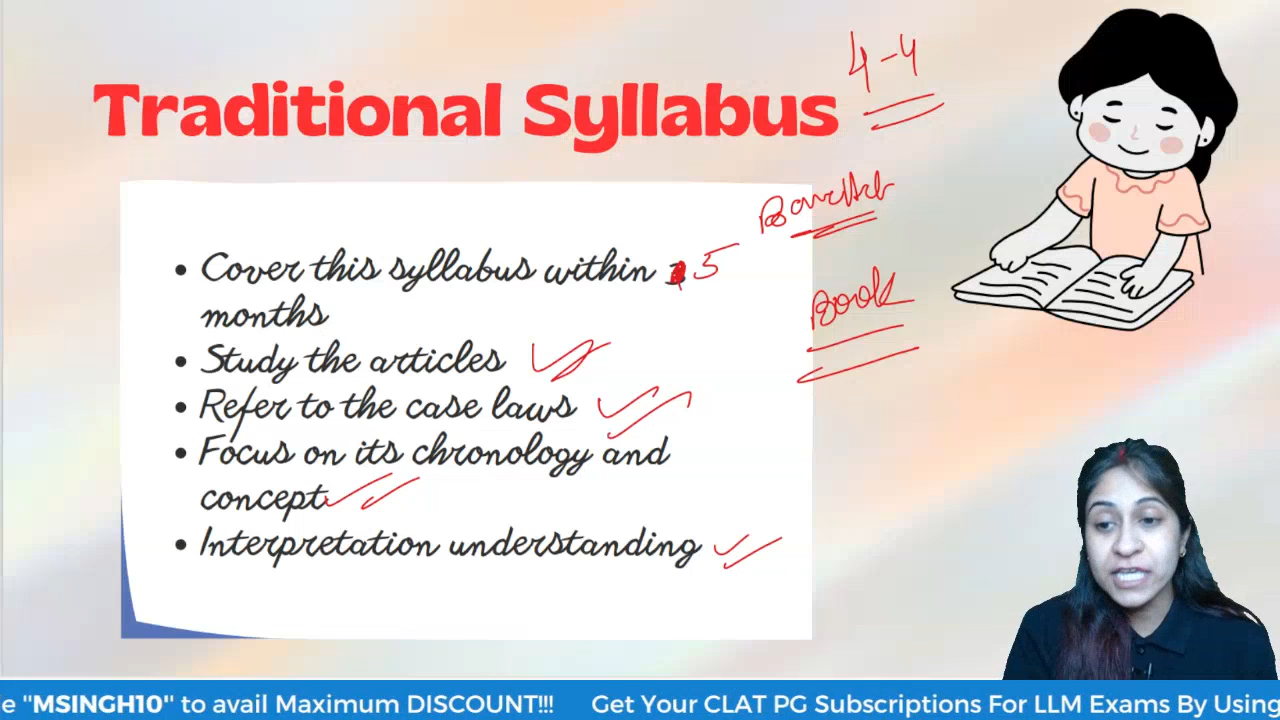 4-4
Traditional Syllabus
Bare Act
• Cover this syllabus within 5
months
Book
• Study the articles
• Refer to the case laws
• Focus on its chronology and
concept
• Interpretation understanding
e "MSINGH10" to avail Maximum DISCOUNT!!! Get Your CLAT PG Subscriptions For LLM Exams By Using